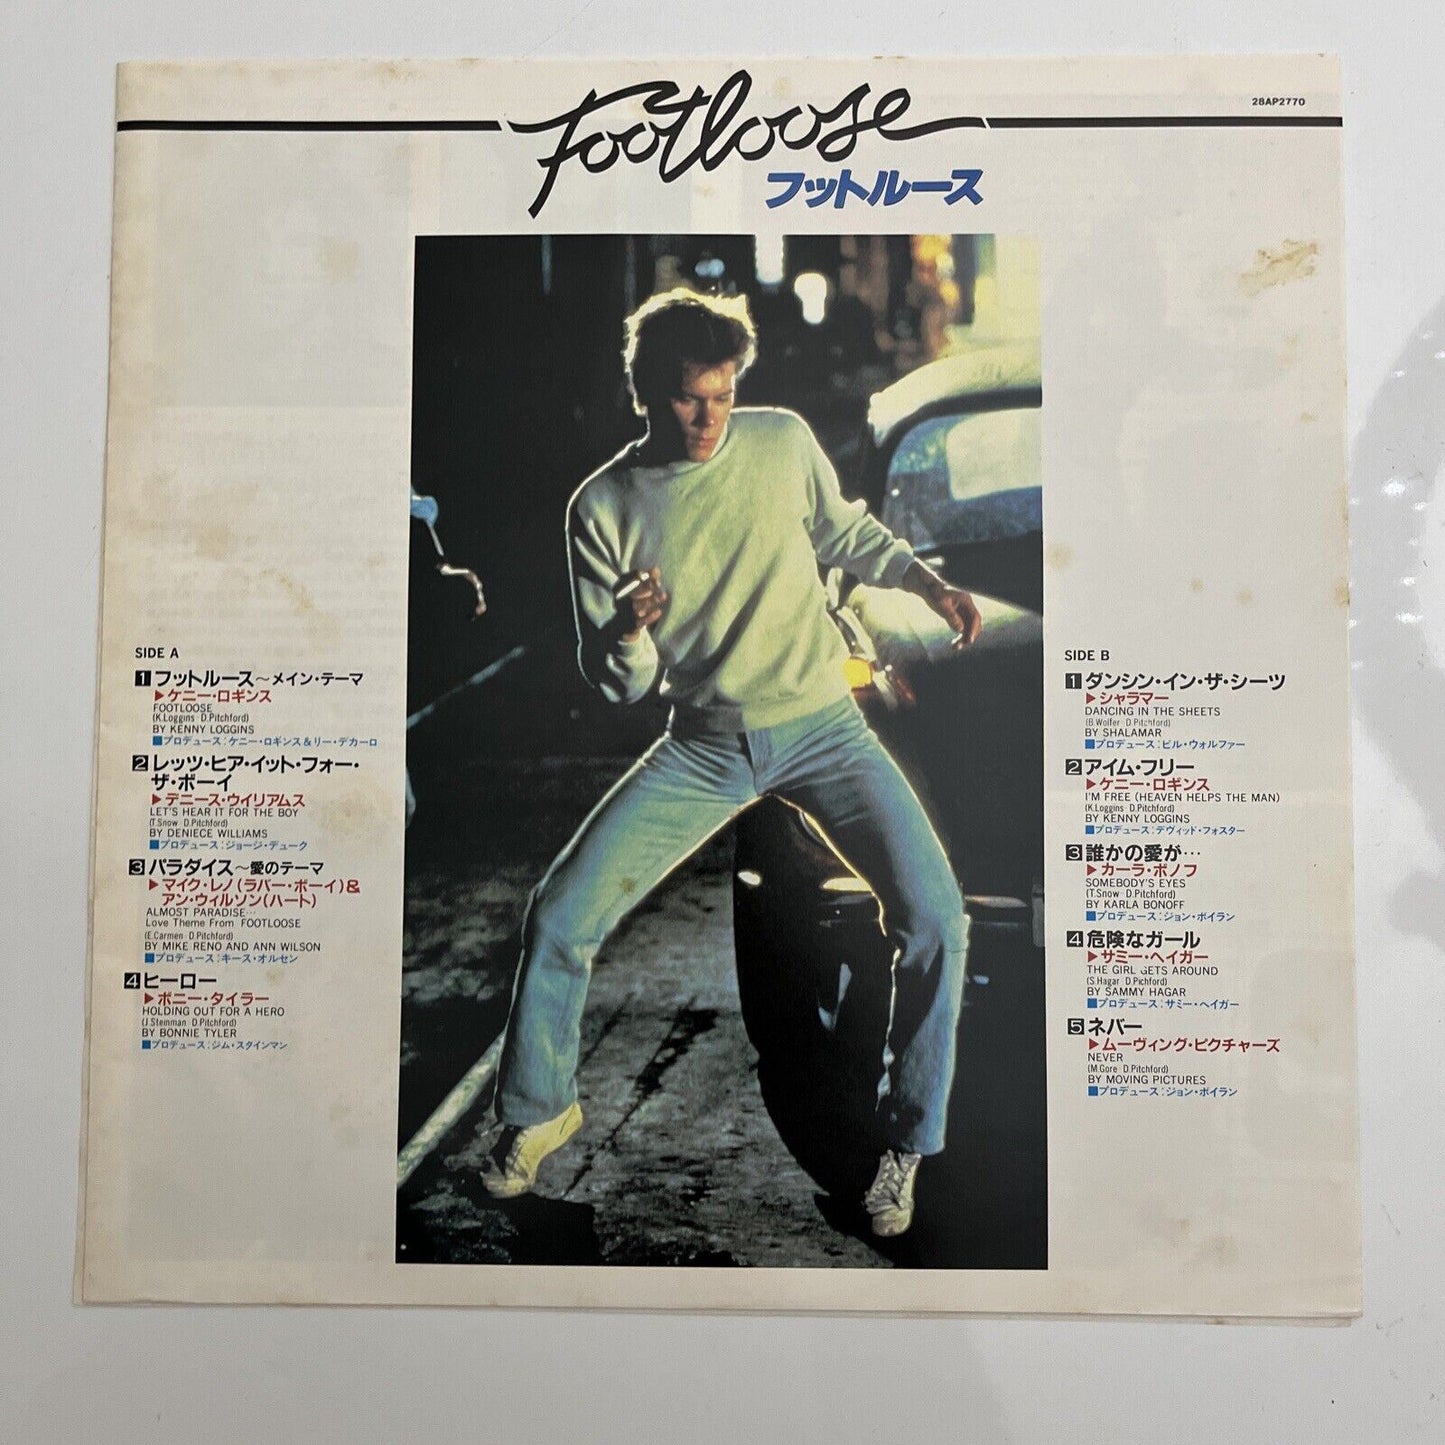 Footloose
28AP2770
フットルース
SIDE A
1 フットルース～メイン・テーマ
▶ケニー・ロギンス
FOOTLOOSE
(K.Loggins D.Pitchford)
BY KENNY LOGGINS
■プロデュース:ケニー・ロギンス&リー・デカーロ
2 レッツ・ヒア・イット・フォー・
ザ・ボーイ
▶デニース・ウイリアムス
LET'S HEAR IT FOR THE BOY
(T.Snow D.Pitchford)
BY DENIECE WILLIAMS
■プロデュース:ジョージ・デューク
3 パラダイス～愛のテーマ
▶マイク・レノ(ラバー・ボーイ)&
アン・ウィルソン(ハート)
ALMOST PARADISE…
Love Theme From FOOTLOOSE
(E.Carmen D.Pitchford)
BY MIKE RENO AND ANN WILSON
■プロデュース:キース・オルセン
4 ヒーロー
▶ボニー・タイラー
HOLDING OUT FOR A HERO
(J.Steinman D.Pitchford)
BY BONNIE TYLER
■プロデュース:ジム・スタインマン
SIDE B
1 ダンシン・イン・ザ・シーツ
▶シャラマー
DANCING IN THE SHEETS
(B.Wolfer D.Pitchford)
BY SHALAMAR
■プロデュース:ビル・ウォルファー
2 アイム・フリー
▶ケニー・ロギンス
I'M FREE (HEAVEN HELPS THE MAN)
(K.Loggins D.Pitchford)
BY KENNY LOGGINS
■プロデュース:デヴィッド・フォスター
3 誰かの愛が…
▶カーラ・ボノフ
SOMEBODY'S EYES
(T.Snow D.Pitchford)
BY KARLA BONOFF
■プロデュース:ジョン・ボイラン
4 危険なガール
▶サミー・ヘイガー
THE GIRL GETS AROUND
(S.Hagar D.Pichford)
BY SAMMY HAGAR
■プロデュース:サミー・ヘイガー
5 ネバー
▶ムーヴィング・ピクチャーズ
NEVER
(M.Gore D.Pitchford)
BY MOVING PICTURES
■プロデュース:ジョン・ボイラン